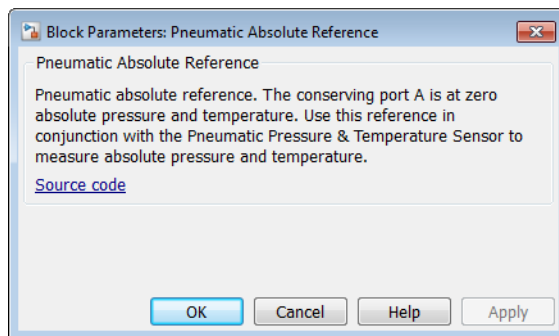 Block Parameters: Pneumatic Absolute Reference
Pneumatic Absolute Reference
Pneumatic absolute reference. The conserving port A is at zero
absolute pressure and temperature. Use this reference in
conjunction with the Pneumatic Pressure & Temperature Sensor to
measure absolute pressure and temperature.
Source code
OK Cancel Help Apply